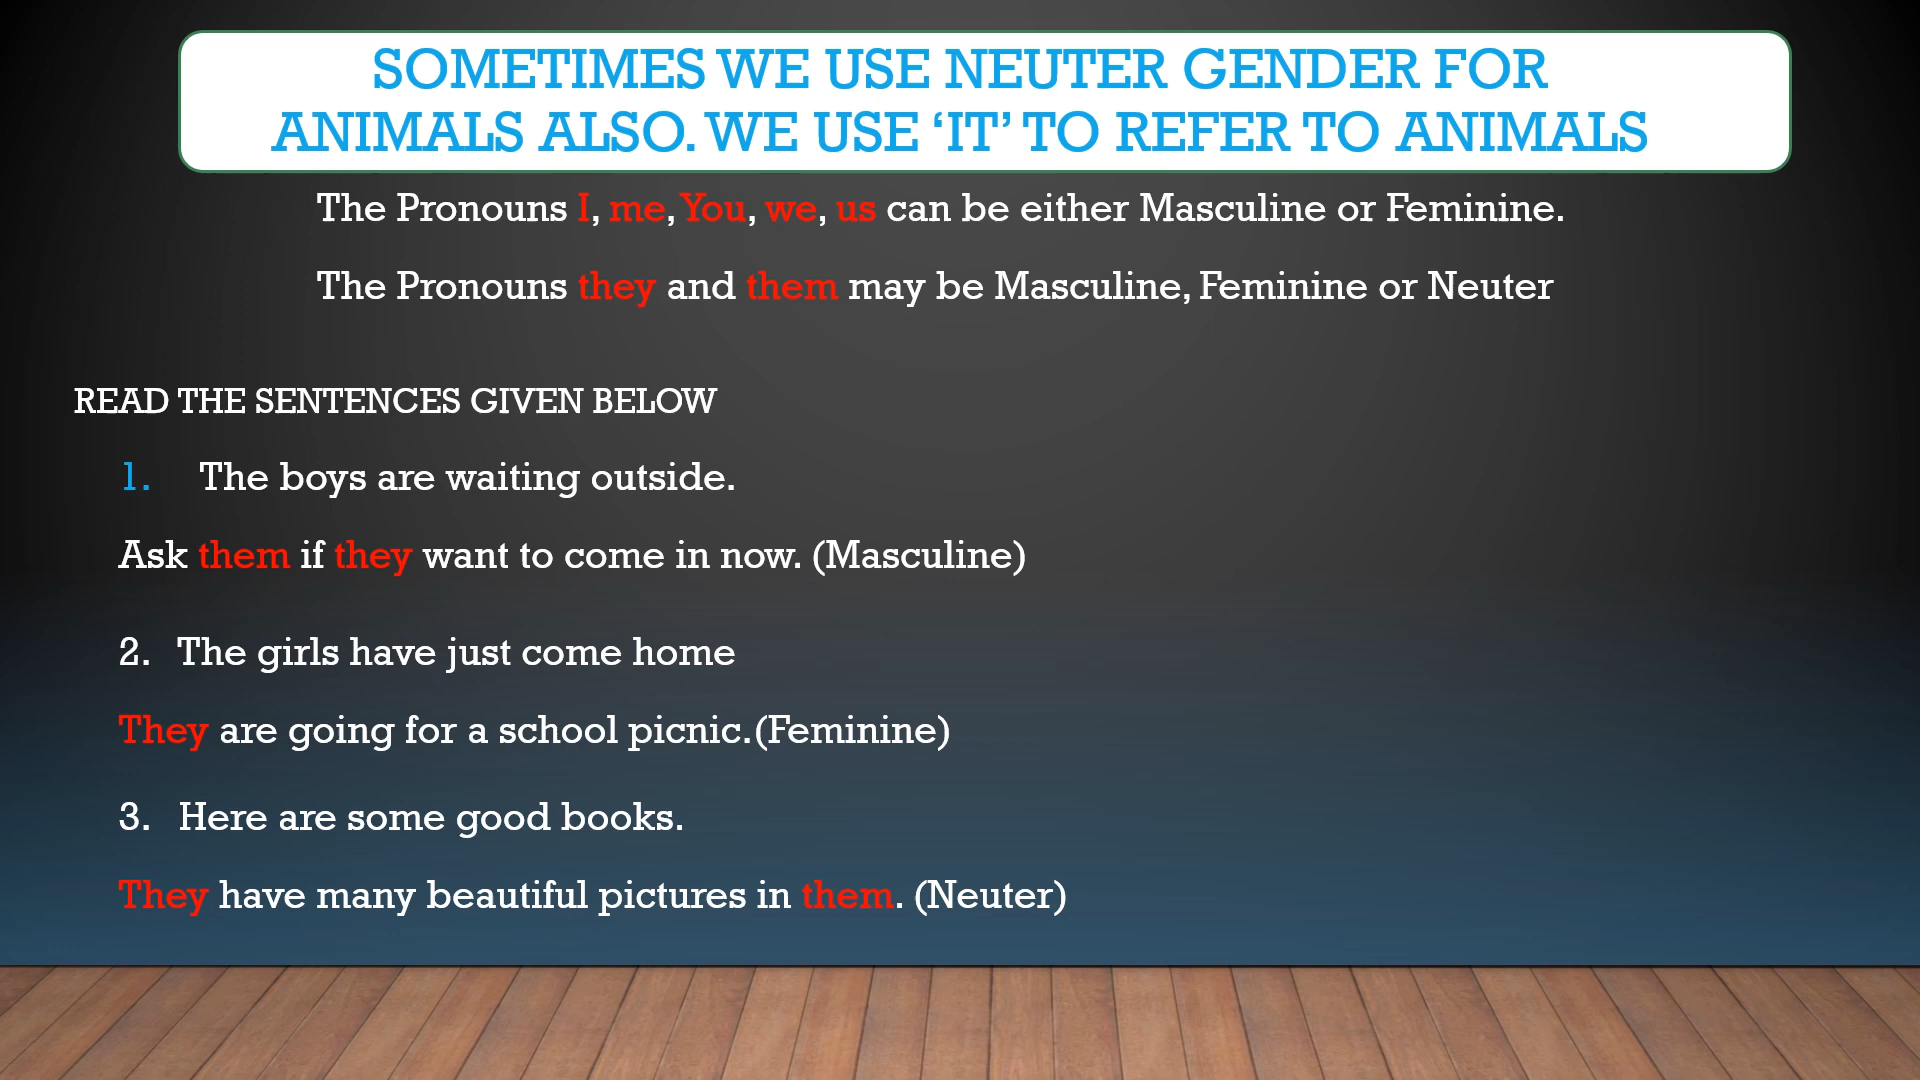 SOMETIMES WE USE NEUTER GENDER FOR
ANIMALS ALSO. WE USE ‘IT’ TO REFER TO ANIMALS
The Pronouns I, me, You, we, us can be either Masculine or Feminine.
The Pronouns they and them may be Masculine, Feminine or Neuter
READ THE SENTENCES GIVEN BELOW
1. The boys are waiting outside.
Ask them if they want to come in now. (Masculine)
2. The girls have just come home
They are going for a school picnic.(Feminine)
3. Here are some good books.
They have many beautiful pictures in them. (Neuter)